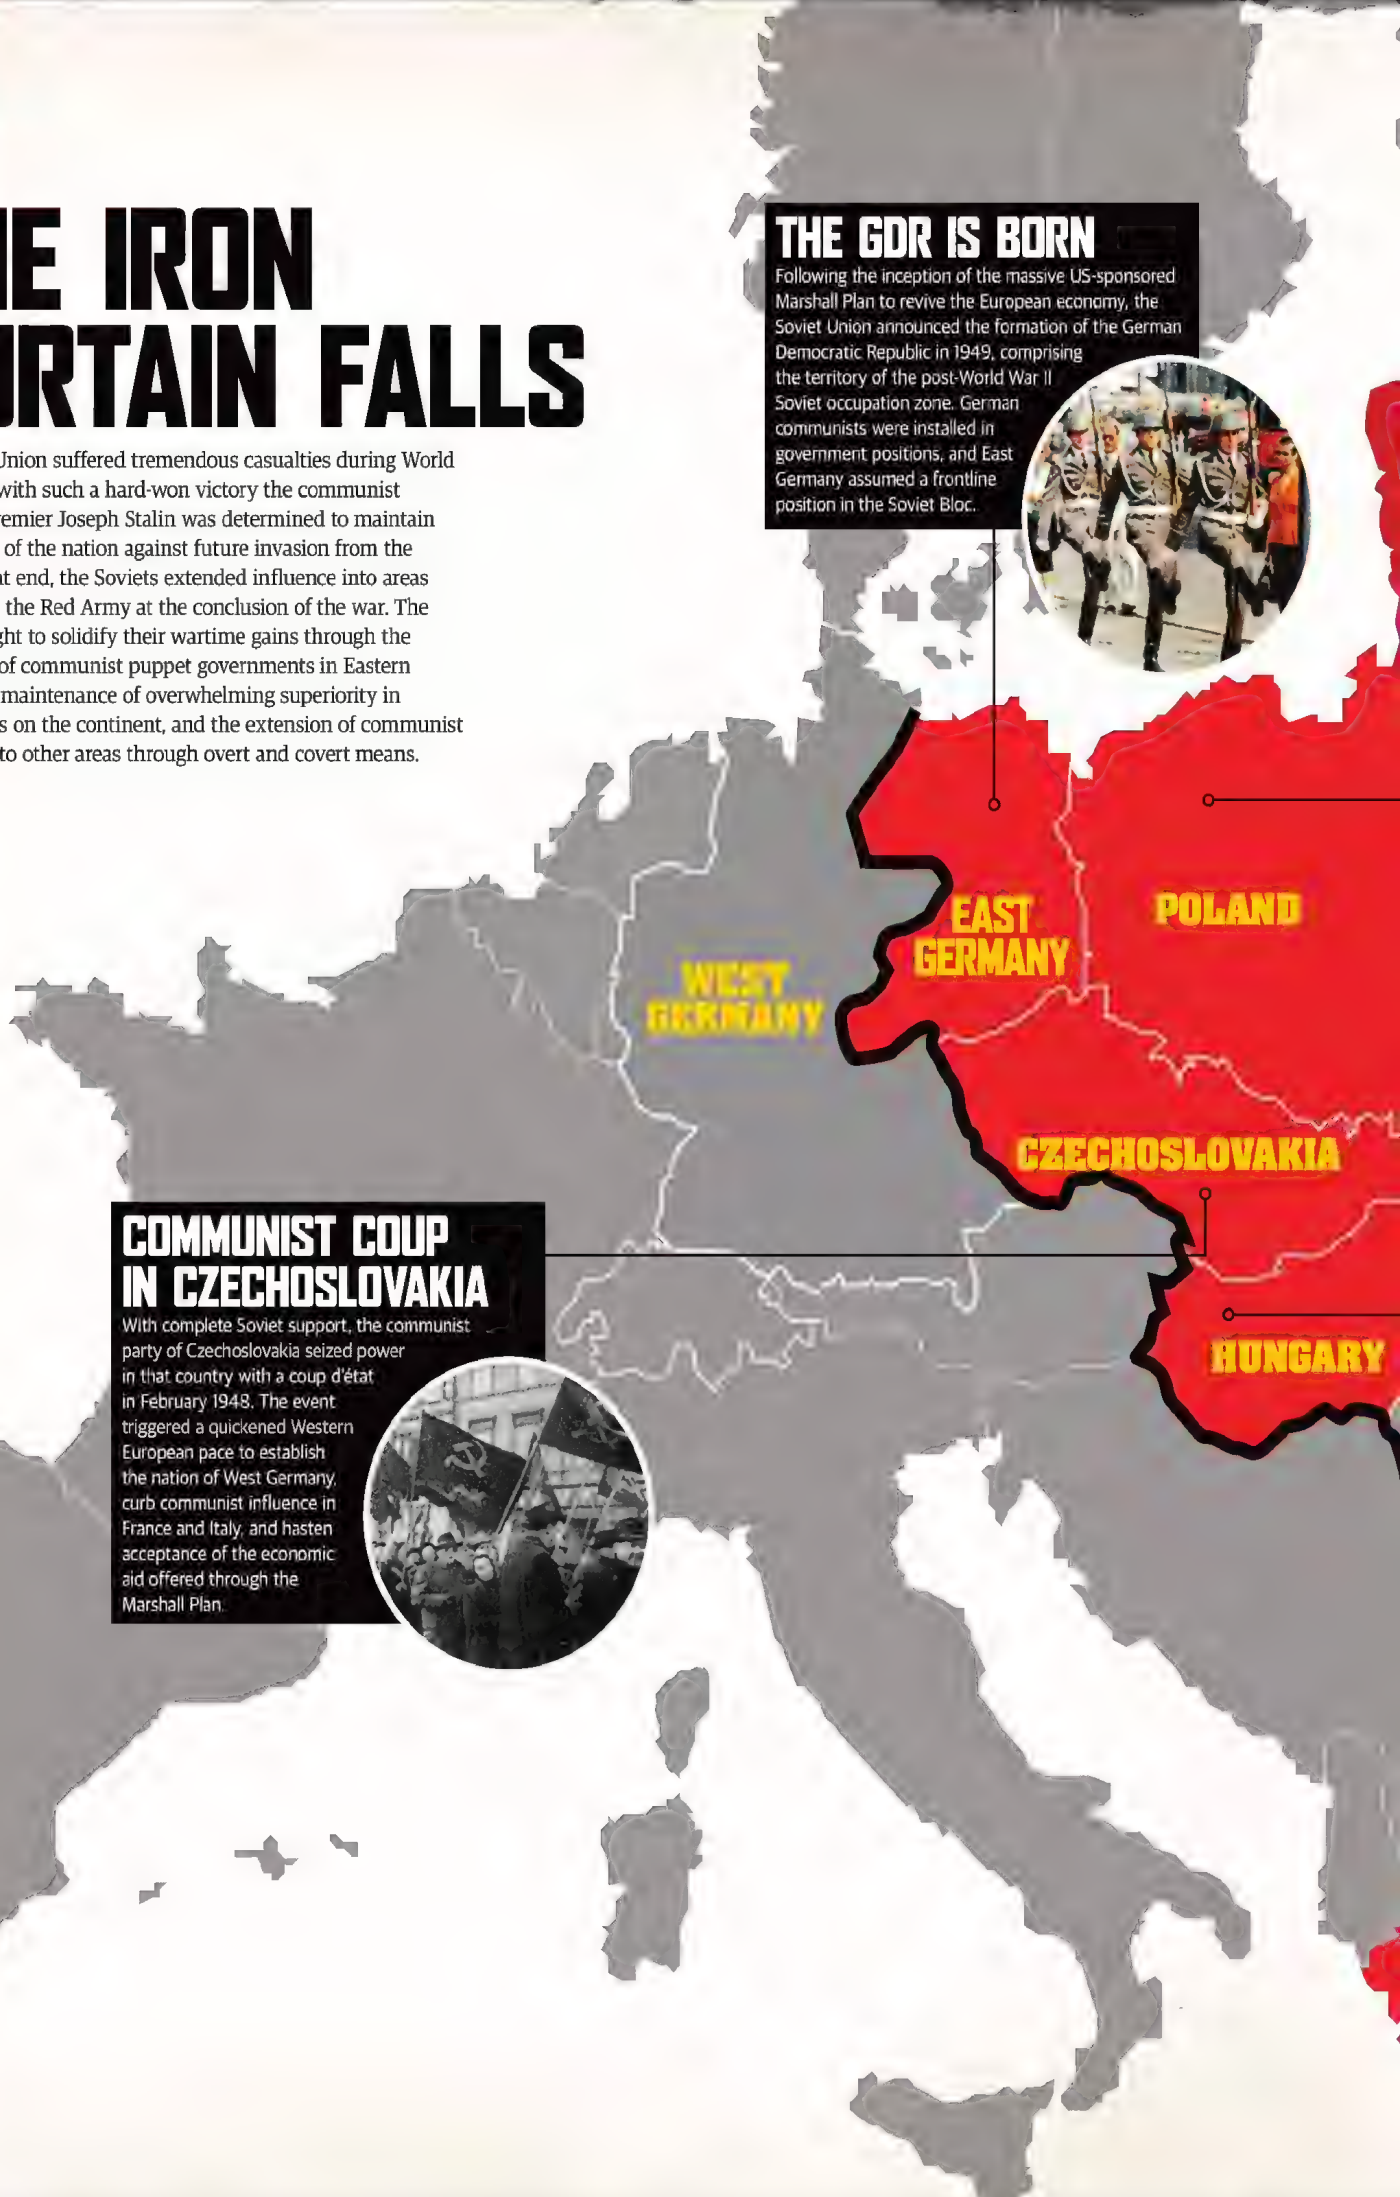 HE IRON
URTAIN FALLS
Union suffered tremendous casualties during World
with such a hard-won victory the communist
remier Joseph Stalin was determined to maintain
of the nation against future invasion from the
at end, the Soviets extended influence into areas
the Red Army at the conclusion of the war. The
ght to solidify their wartime gains through the
of communist puppet governments in Eastern
maintenance of overwhelming superiority in
s on the continent, and the extension of communist
to other areas through overt and covert means.
THE GDR IS BORN
Following the inception of the massive US-sponsored
Marshall Plan to revive the European economy, the
Soviet Union announced the formation of the German
Democratic Republic in 1949, comprising
the territory of the post-World War II
Soviet occupation zone. German
communists were installed in
government positions, and East
Germany assumed a frontline
position in the Soviet Bloc.
POLAND
EAST
GERMANY
WEST
GERMANY
CZECHOSLOVAKIA
HUNGARY
COMMUNIST COUP
IN CZECHOSLOVAKIA
With complete Soviet support, the communist
party of Czechoslovakia seized power
in that country with a coup d'état
in February 1948. The event
triggered a quickened Western
European pace to establish
the nation of West Germany,
curb communist influence in
France and Italy, and hasten
acceptance of the economic
aid offered through the
Marshall Plan.